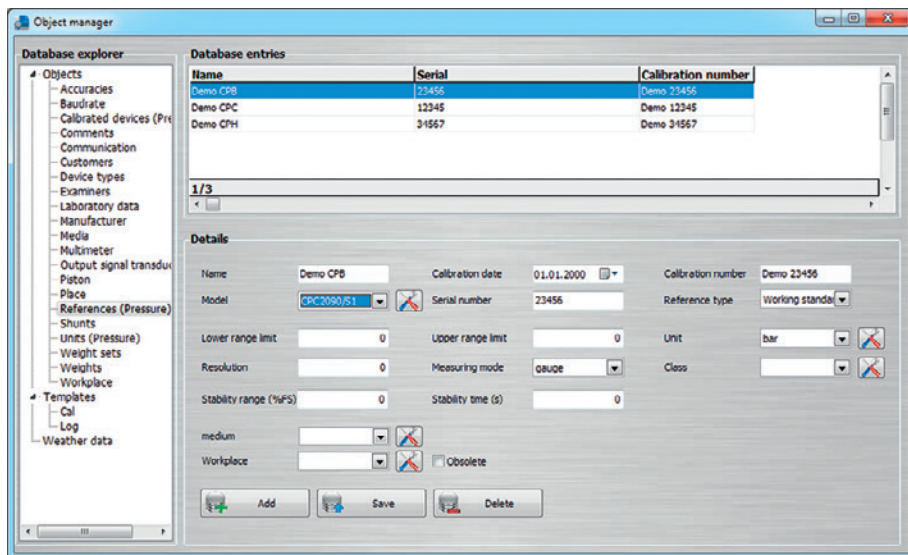 Object manager
Database explorer
Objects
Accuracies
Baudrate
Calibrated devices (Pre
Comments
Communication
Customers
Device types
Examiners
Laboratory data
Manufacturer
Media
Multimeter
Output signal transduc
Piston
Place
References (Pressure)
Shunts
Units (Pressure)
Weight sets
Weights
Workplace
Templates
Cal
Log
Weather data
Database entries
Name Serial Calibration number
Demo CPB 23456 Demo 23456
Demo CPC 12345 Demo 12345
Demo CPH 34567 Demo 34567
1/3
Details
Name Demo CPB Calibration date 01.01.2000 Calibration number Demo 23456
Model CPC2090/S1 Serial number 23456 Reference type Working standar
Lower range limit 0 Upper range limit 0 Unit bar
Resolution 0 Measuring mode gauge Class
Stability range (%FS) 0 Stability time (s) 0
medium
Workplace Obsolete
Add Save Delete